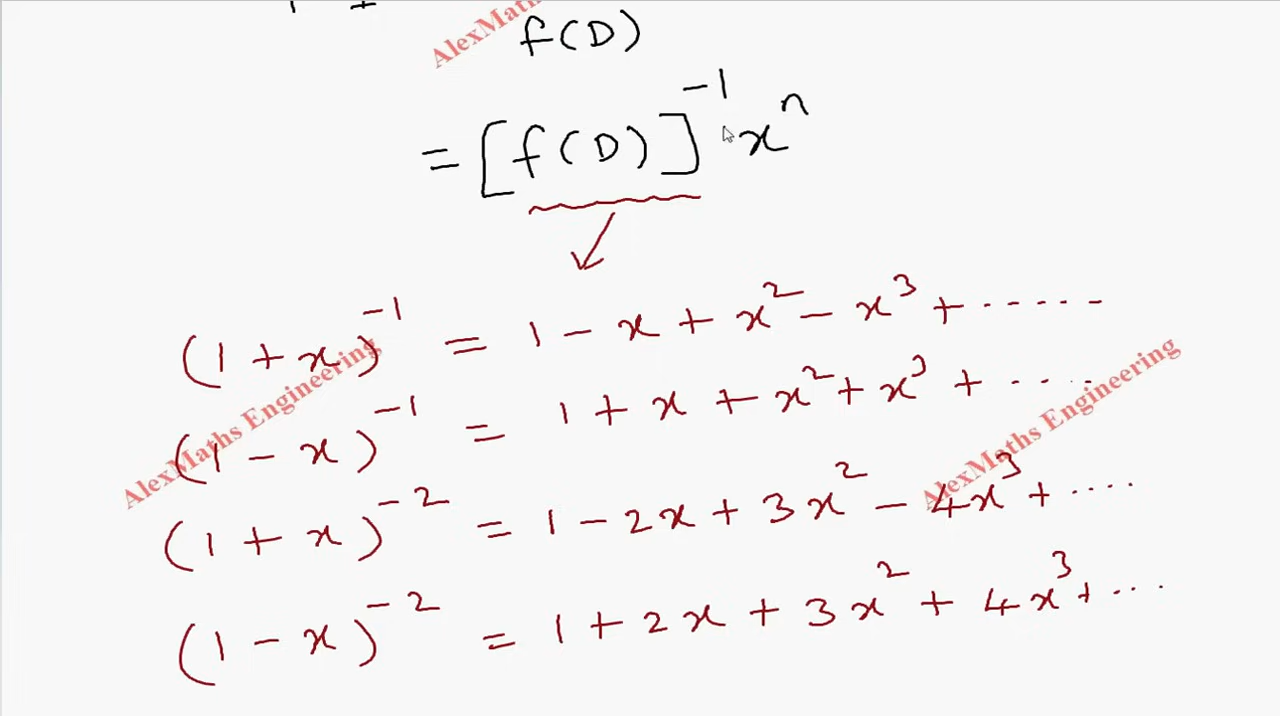 f(D)
= [f(D)]⁻¹ xⁿ
(1 + x)⁻¹ = 1 - x + x² - x³ + ·····
(1 - x)⁻¹ = 1 + x + x² + x³ + ····
(1 + x)⁻² = 1 - 2x + 3x² - 4x³ + ····
(1 - x)⁻² = 1 + 2x + 3x² + 4x³ + ···
AlexMaths
AlexMaths Engineering
AlexMaths Engineering